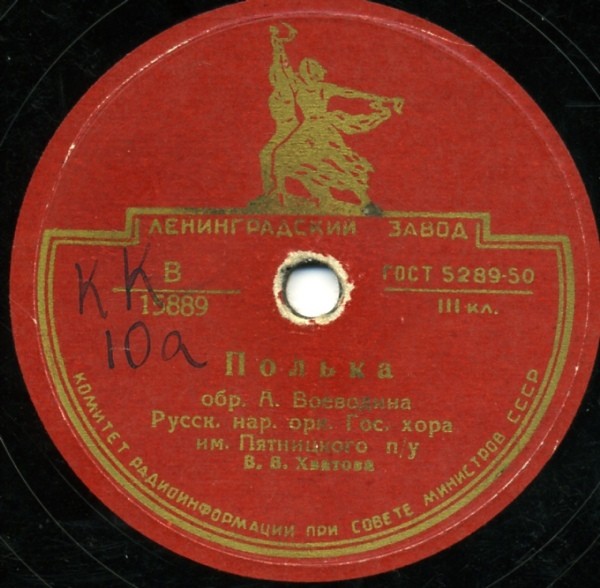 ЛЕНИНГРАДСКИЙ ЗАВОД
В
15889
ГОСТ 5289-50
III-кл.
КК
10а
Полька
обр. А. Воеводина
Русск. нар. орк. Гос. хора
им. Пятницкого п/у
В. В. Хватова
КОМИТЕТ РАДИОИНФОРМАЦИИ ПРИ СОВЕТЕ МИНИСТРОВ СССР